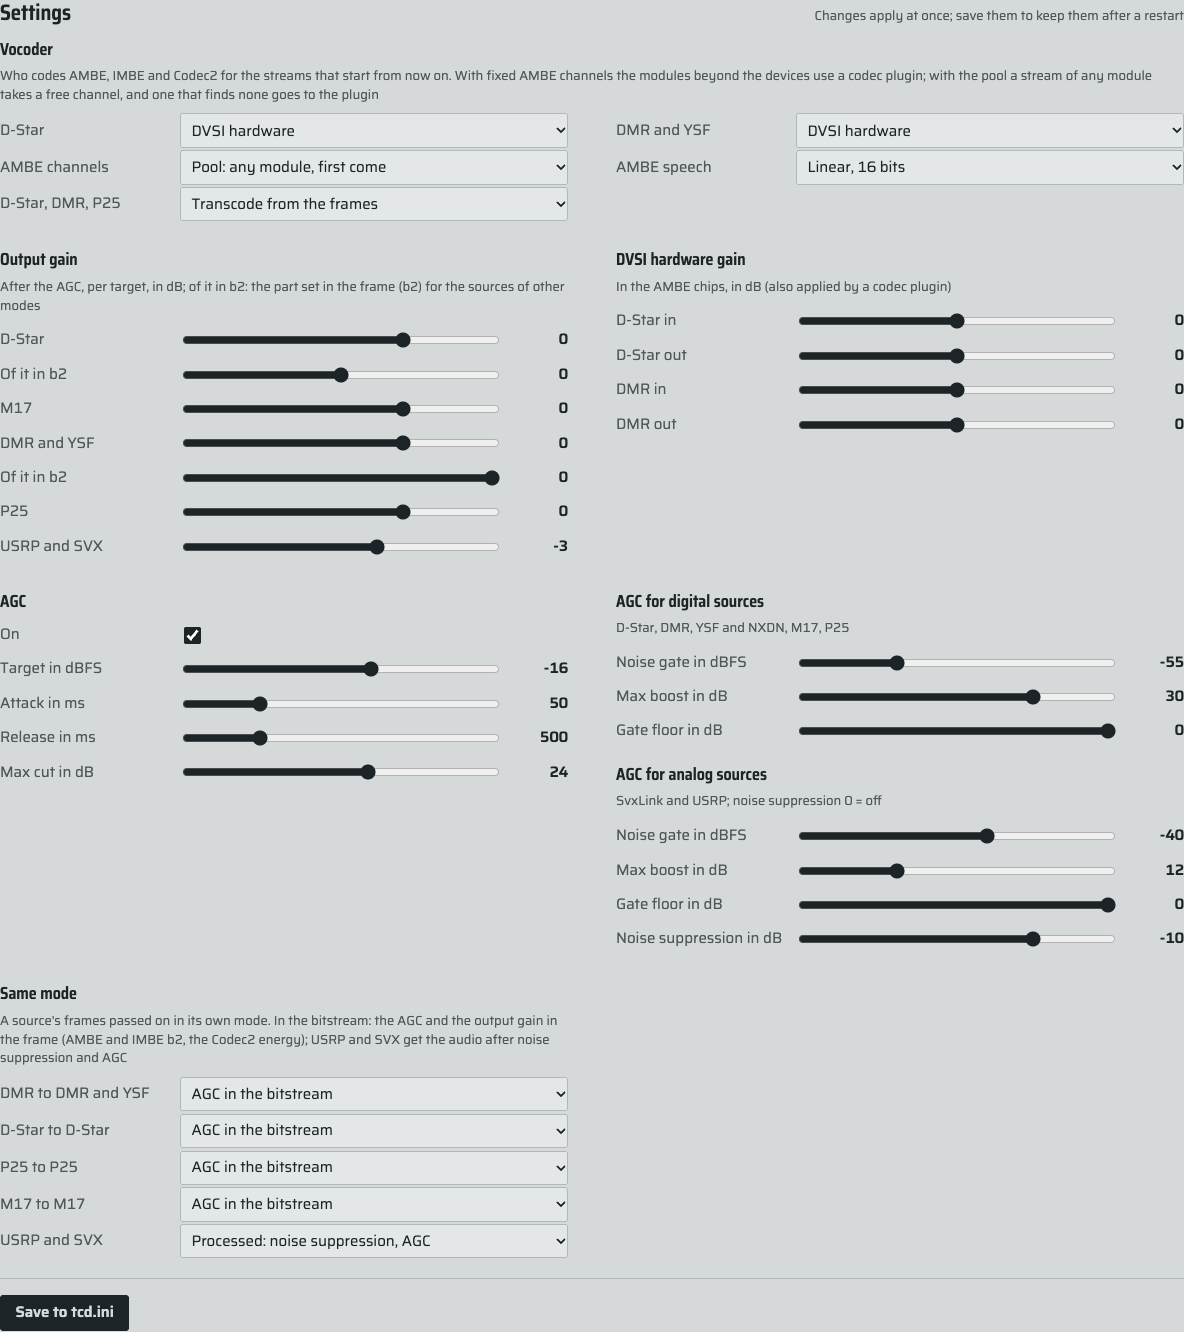 Settings
Changes apply at once; save them to keep them after a restart
Vocoder
Who codes AMBE, IMBE and Codec2 for the streams that start from now on. With fixed AMBE channels the modules beyond the devices use a codec plugin; with the pool a stream of any module
takes a free channel, and one that finds none goes to the plugin
D-Star
DVSI hardware
DMR and YSF
DVSI hardware
AMBE channels
Pool: any module, first come
AMBE speech
Linear, 16 bits
D-Star, DMR, P25
Transcode from the frames
Output gain
After the AGC, per target, in dB; of it in b2: the part set in the frame (b2) for the sources of other
modes
D-Star 0
Of it in b2 0
M17 0
DMR and YSF 0
Of it in b2 0
P25 0
USRP and SVX -3
DVSI hardware gain
In the AMBE chips, in dB (also applied by a codec plugin)
D-Star in 0
D-Star out 0
DMR in 0
DMR out 0
AGC
On
Target in dBFS -16
Attack in ms 50
Release in ms 500
Max cut in dB 24
AGC for digital sources
D-Star, DMR, YSF and NXDN, M17, P25
Noise gate in dBFS -55
Max boost in dB 30
Gate floor in dB 0
AGC for analog sources
SvxLink and USRP; noise suppression 0 = off
Noise gate in dBFS -40
Max boost in dB 12
Gate floor in dB 0
Noise suppression in dB -10
Same mode
A source's frames passed on in its own mode. In the bitstream: the AGC and the output gain in
the frame (AMBE and IMBE b2, the Codec2 energy); USRP and SVX get the audio after noise
suppression and AGC
DMR to DMR and YSF
AGC in the bitstream
D-Star to D-Star
AGC in the bitstream
P25 to P25
AGC in the bitstream
M17 to M17
AGC in the bitstream
USRP and SVX
Processed: noise suppression, AGC
Save to tcd.ini